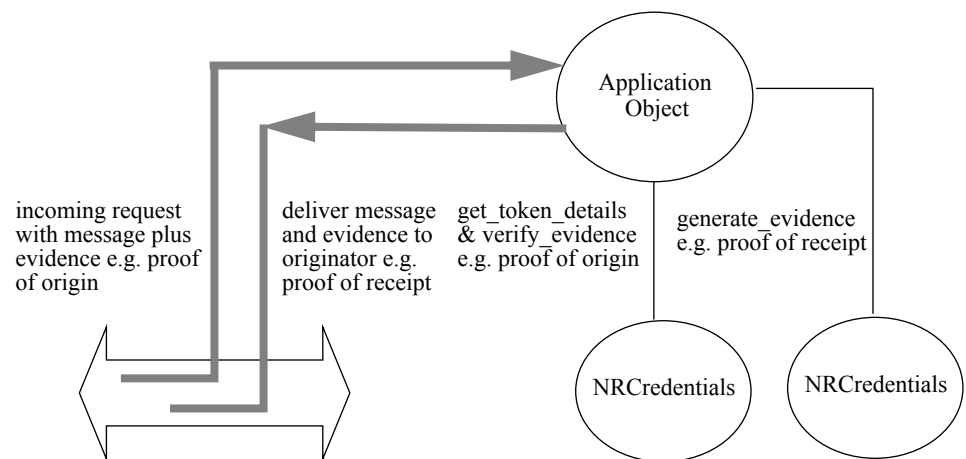 Application
Object
incoming request
with message plus
evidence e.g. proof
of origin
deliver message
and evidence to
originator e.g.
proof of receipt
get_token_details
& verify_evidence
e.g. proof of origin
generate_evidence
e.g. proof of receipt
NRCredentials
NRCredentials